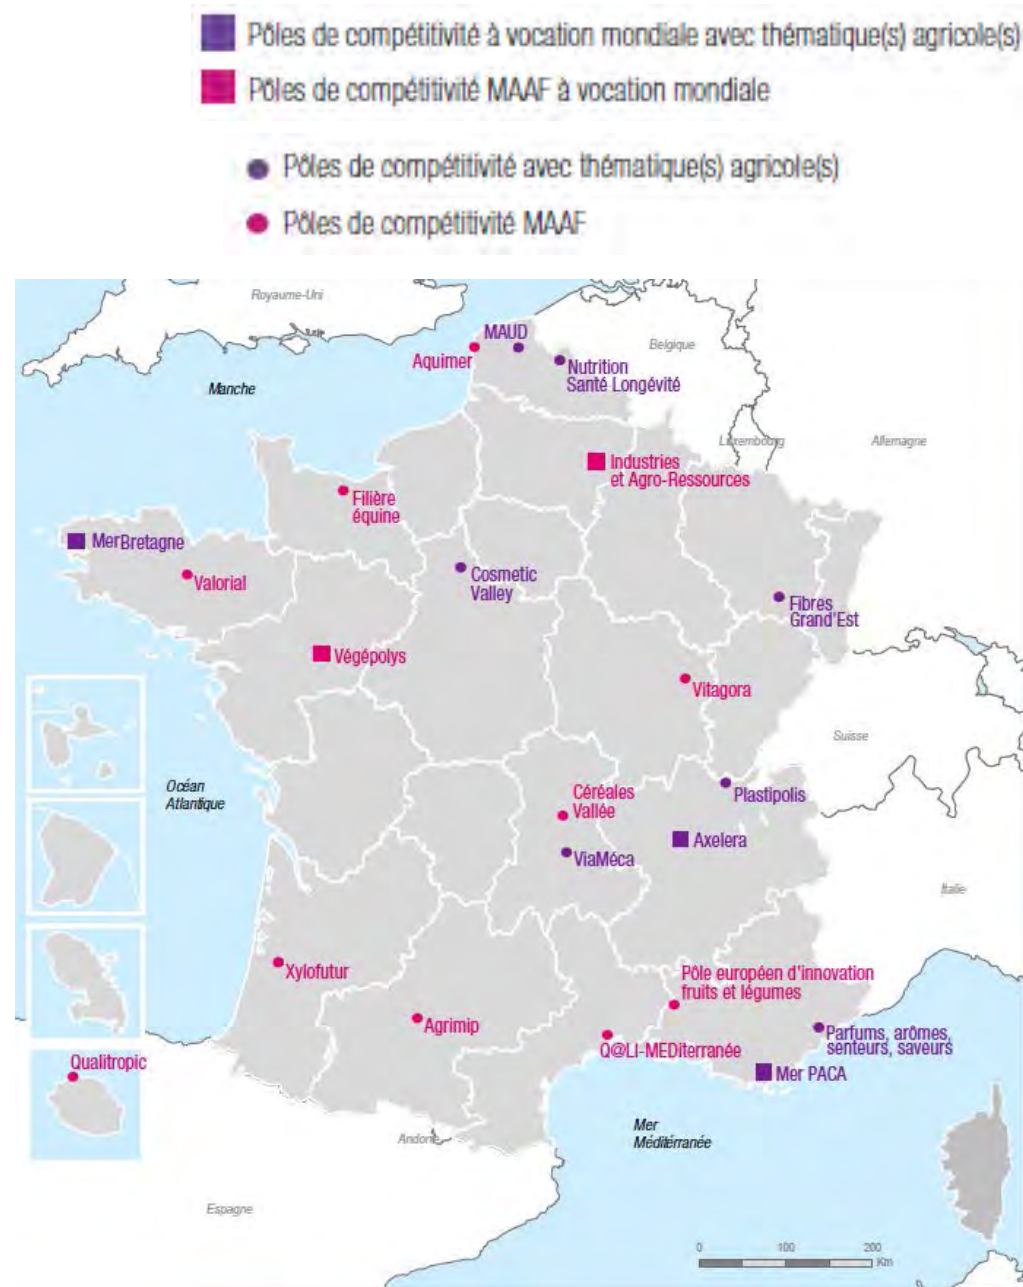 Pôles de compétitivité à vocation mondiale avec thématique(s) agricole(s)
Pôles de compétitivité MAAF à vocation mondiale
Pôles de compétitivité avec thématique(s) agricole(s)
Pôles de compétitivité MAAF
Royaume-Uni
MAUD
Aquimer
Belgique
Nutrition
Santé Longévité
Manche
Luxembourg
Allemagne
Industries
et Agro-Ressources
Filière
équine
MerBretagne
Valorial
Cosmetic
Valley
Fibres
Grand'Est
Végépolys
Vitagora
Suisse
Océan
Atlantique
Céréales
Vallée
Plastipolis
Axelera
ViaMéca
Italie
Xylofutur
Pôle européen d'innovation
fruits et légumes
Agrimip
Q@LI-MEDiterranée
Parfums, arômes,
senteurs, saveurs
Qualitropic
Mer PACA
Mer
Méditérranée
Andorre
Espagne
0 100 200
Km